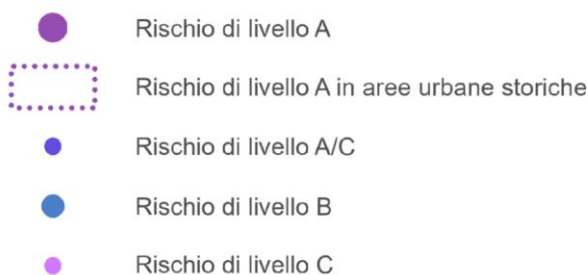 Rischio di livello A
Rischio di livello A in aree urbane storiche
Rischio di livello A/C
Rischio di livello B
Rischio di livello C